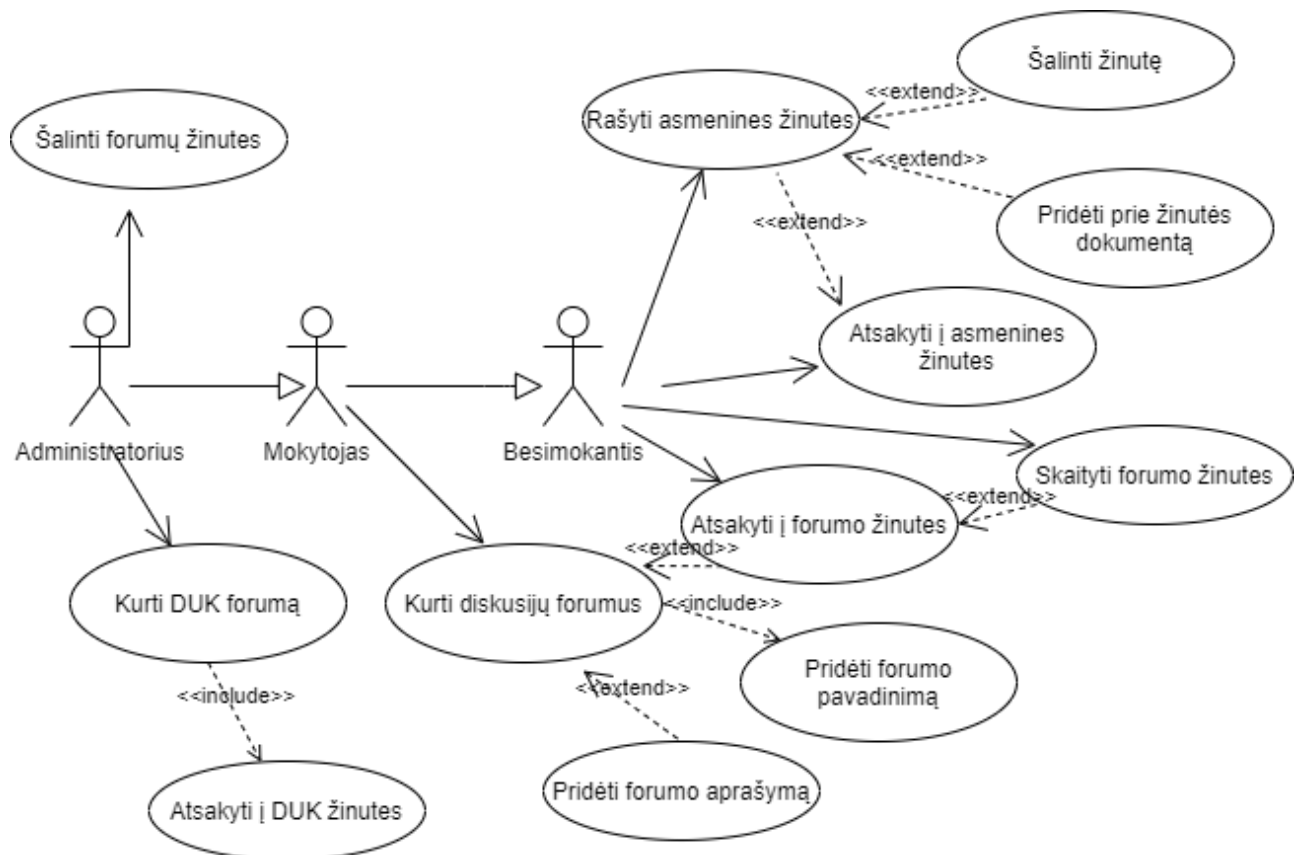 Šalinti žinutę
<<extend>>
Šalinti forumų žinutes
Rašyti asmenines žinutes
<<extend>>
Pridėti prie žinutės
dokumentą
<<extend>>
Atsakyti į asmenines
žinutes
Administratorius
Mokytojas
Besimokantis
Skaityti forumo žinutes
<<extend>>
Atsakyti į forumo žinutes
<<extend>>
Kurti DUK forumą
Kurti diskusijų forumus
<<include>>
Pridėti forumo
pavadinimą
<<include>>
<<extend>>
Pridėti forumo aprašymą
Atsakyti į DUK žinutes